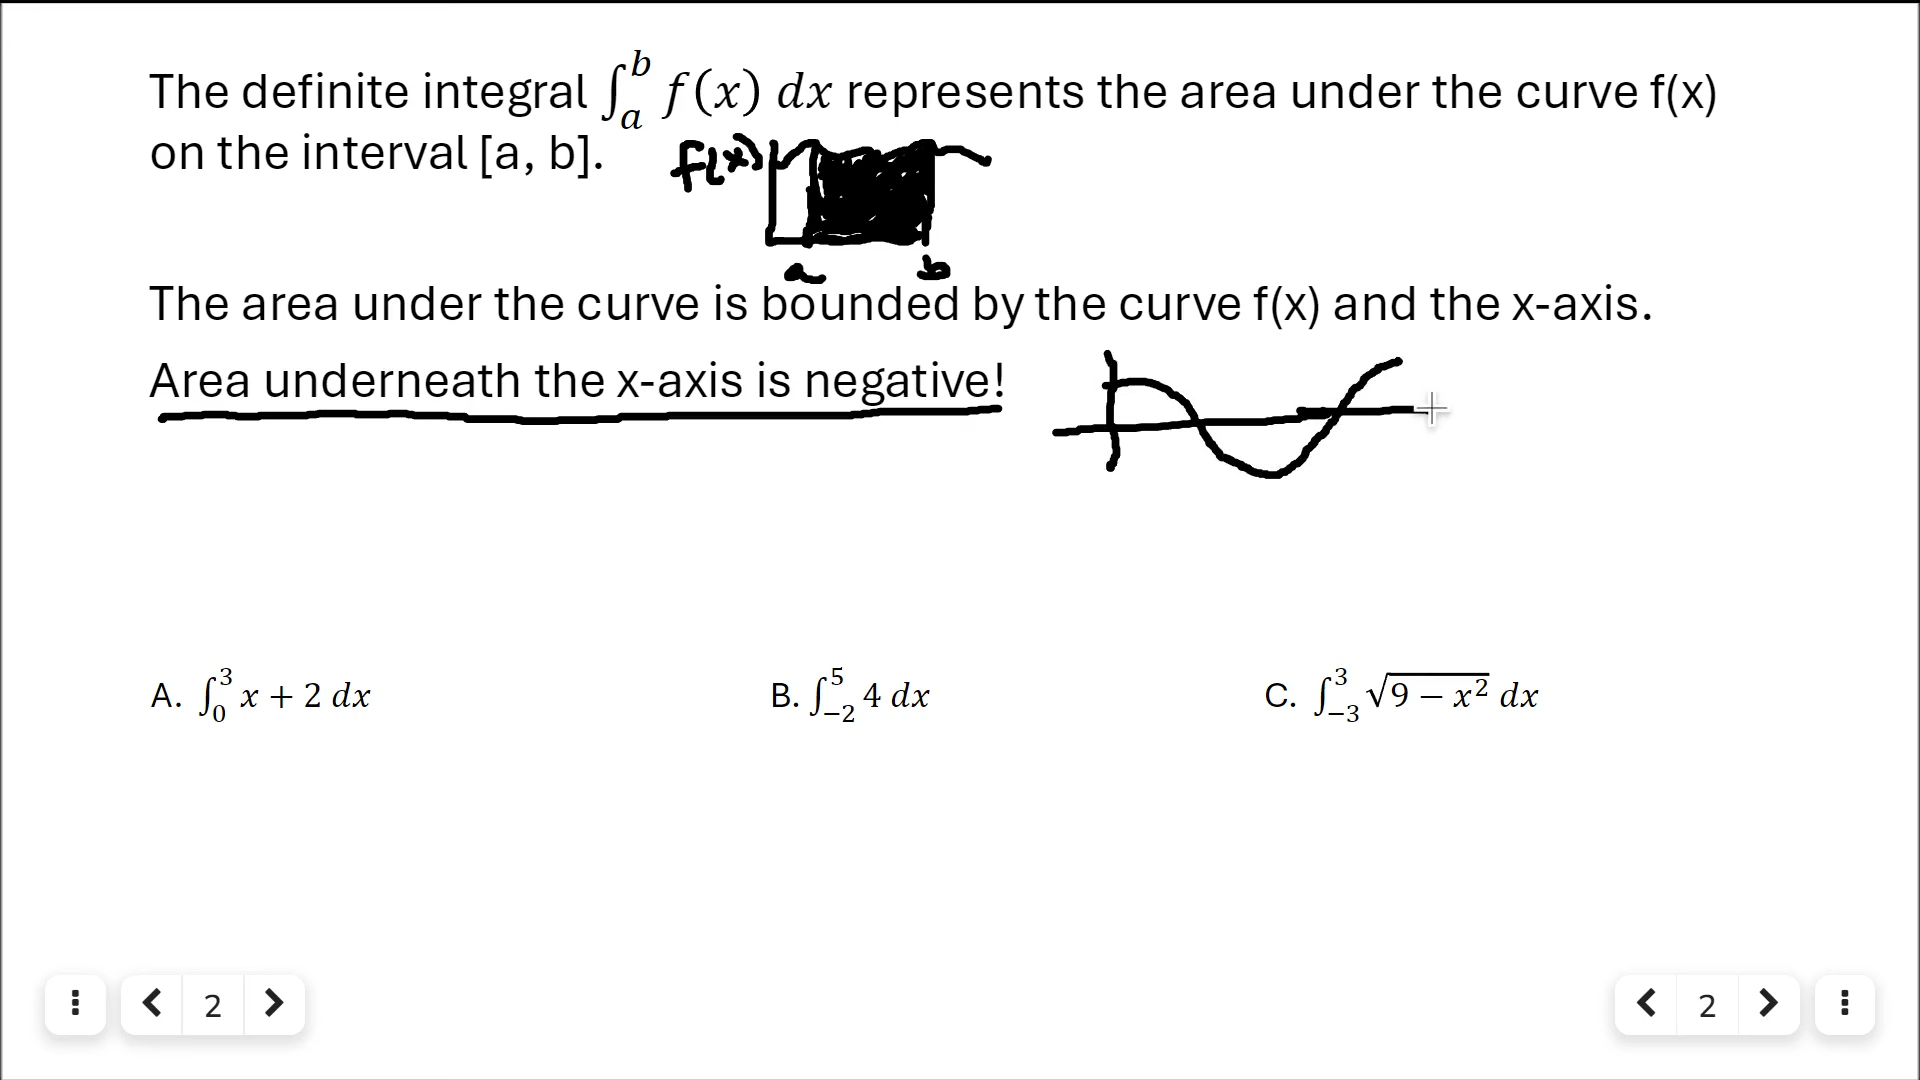 The definite integral ∫_a^b f(x) dx represents the area under the curve f(x)
on the interval [a, b].
f(x)
a b
The area under the curve is bounded by the curve f(x) and the x-axis.
Area underneath the x-axis is negative!
A. ∫_0^3 x + 2 dx B. ∫_{-2}^5 4 dx C. ∫_{-3}^3 √(9 − x²) dx
2 2